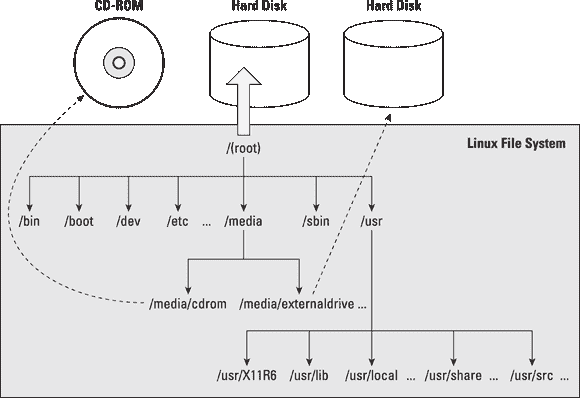 CD-ROM Hard Disk Hard Disk
Linux File System
/(root)
/bin /boot /dev /etc ... /media /sbin /usr
/media/cdrom /media/externaldrive ...
/usr/X11R6 /usr/lib /usr/local ... /usr/share ... /usr/src ...